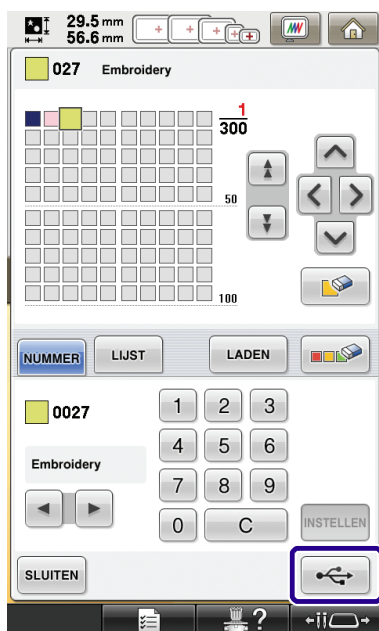 29.5 mm
56.6 mm
027 Embroidery
1
300
50
100
NUMMER LIJST LADEN
0027
1 2 3
Embroidery
4 5 6
7 8 9
0 C INSTELLEN
SLUITEN
?